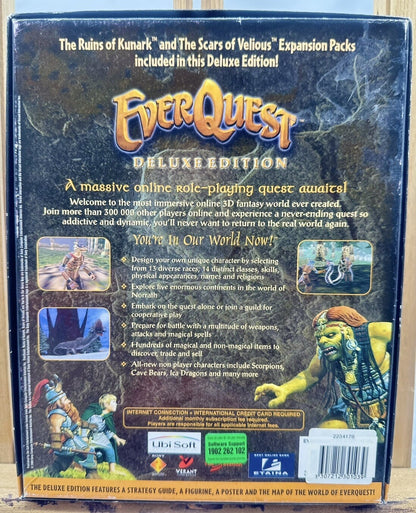 The Ruins of Kunark™ and The Scars of Velious™ Expansion Packs
included in this Deluxe Edition!
EVERQUEST
DELUXE EDITION
A massive online role-playing quest awaits!
Welcome to the most immersive online 3D fantasy world ever created.
Join more than 300 000 other players online and experience a never-ending quest so
addictive and dynamic, you'll never want to return to the real world again.
You're In Our World Now!
• Design your own unique character by selecting
from 13 diverse races, 14 distinct classes, skills,
physical appearances, names and religions
• Explore five enormous continents in the world of
Norrath
• Embark on the quest alone or join a guild for
cooperative play
• Prepare for battle with a multitude of weapons,
attacks and magical spells
• Hundreds of magical and non-magical items to
discover, trade and sell
• All-new non player characters include Scorpions,
Cave Bears, Ice Dragons and many more
INTERNET CONNECTION + INTERNATIONAL CREDIT CARD REQUIRED
Additional monthly subscription fee required.
Players are responsible for all applicable Internet fees.
Ubi Soft
Software Support
1902 262 102
SONY
VERANT
STAINA
2234178
THE DELUXE EDITION FEATURES A STRATEGY GUIDE, A FIGURINE, A POSTER AND THE MAP OF THE WORLD OF EVERQUEST!